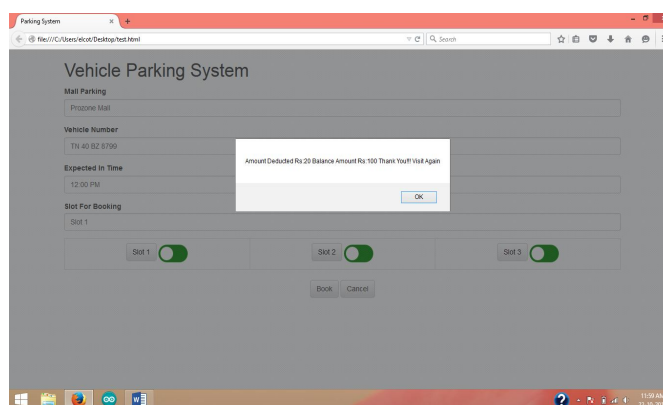 Parking System
file:///C:/Users/elcot/Desktop/test.html
Search
Vehicle Parking System
Mall Parking
Prozone Mall
Vehicle Number
TN 40 BZ 8799
Amount Deducted Rs:20 Balance Amount Rs:100 Thank You!!! Visit Again
Expected In Time
12:00 PM
OK
Slot For Booking
Slot 1
Slot 1 Slot 2 Slot 3
Book Cancel
11:59